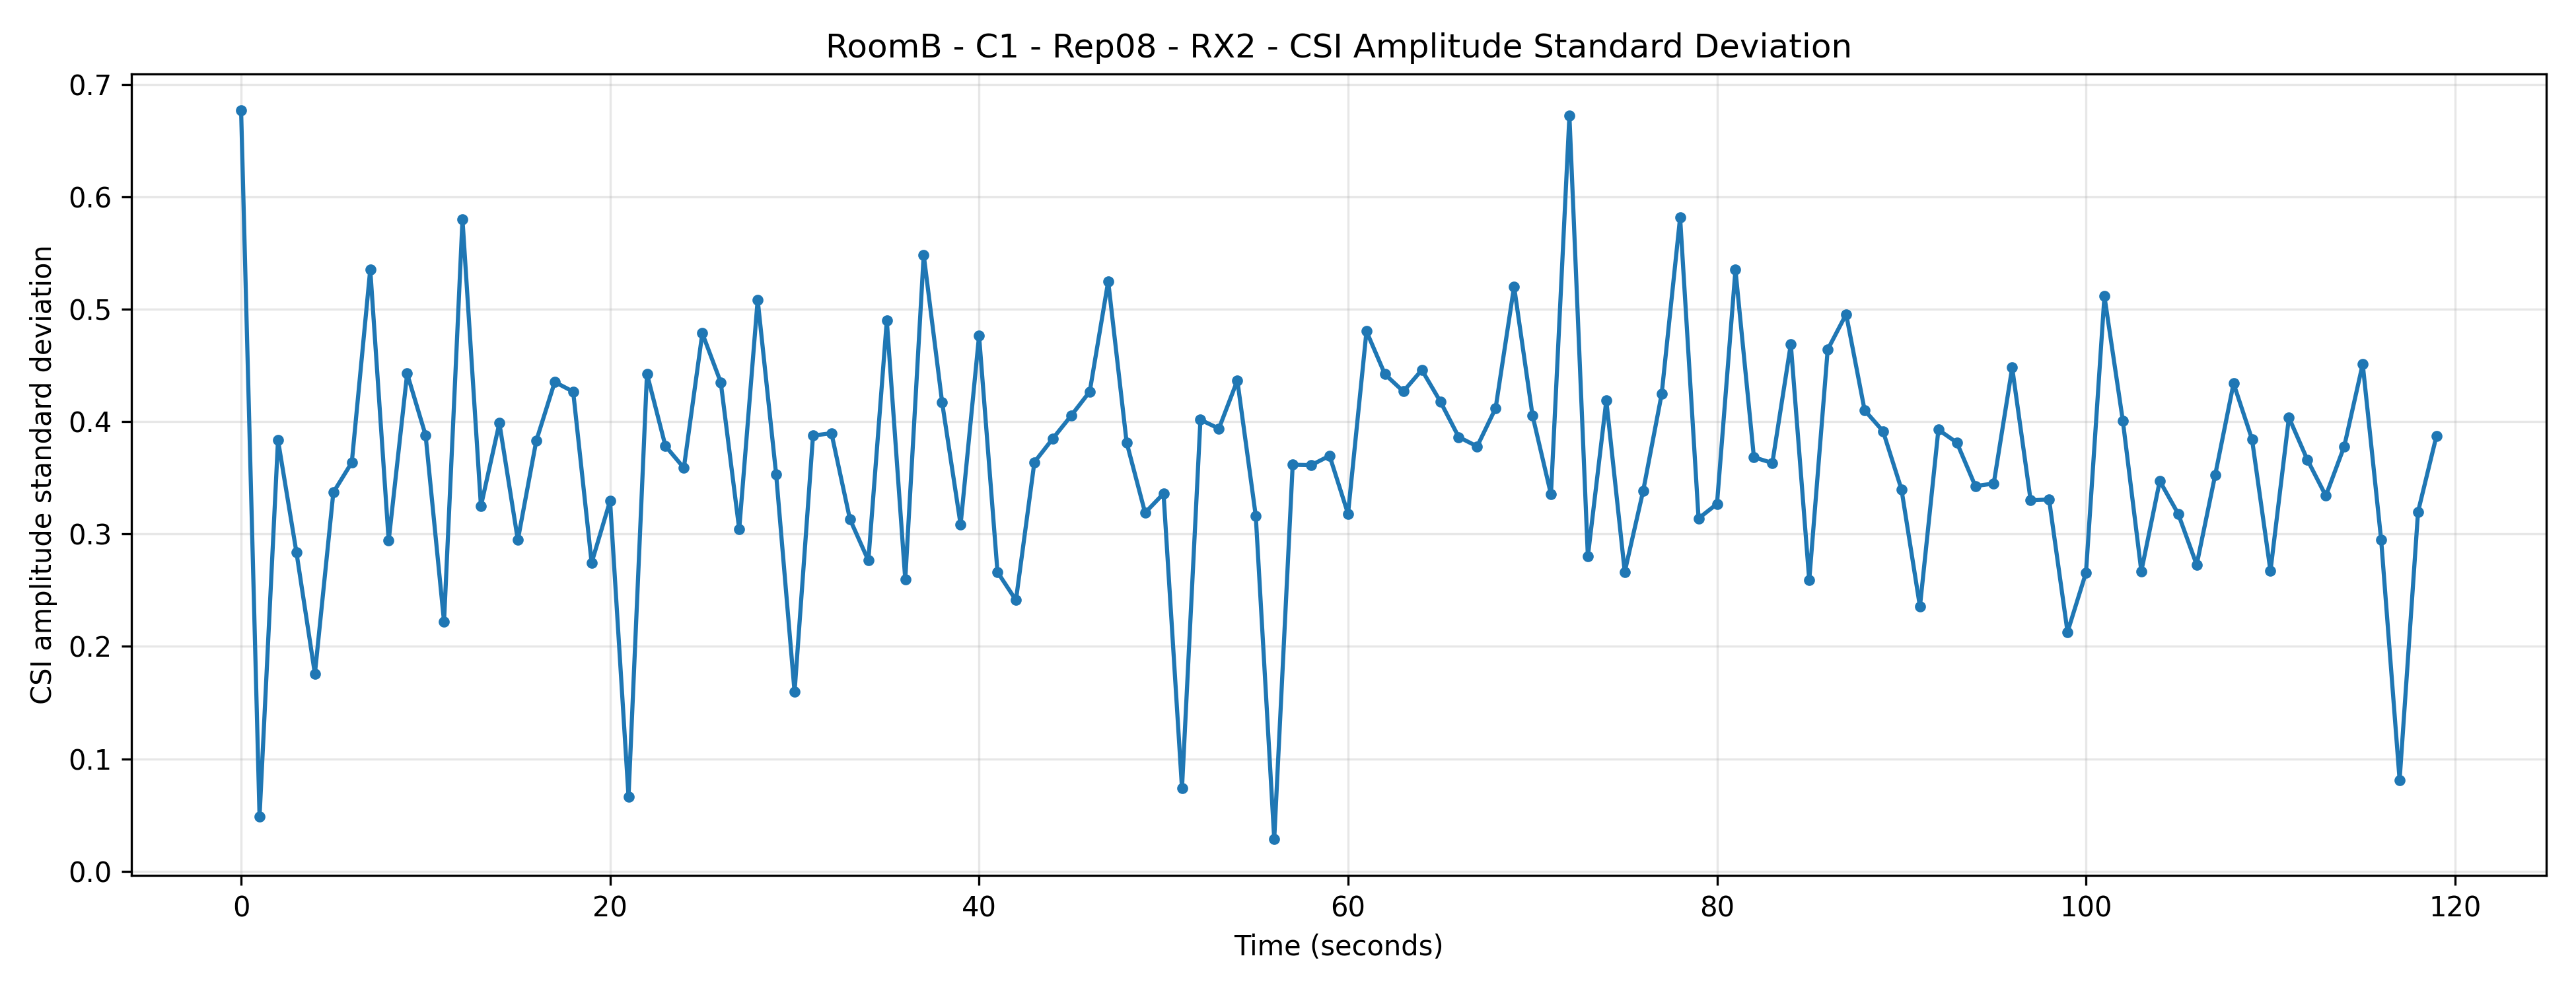 RoomB - C1 - Rep08 - RX2 - CSI Amplitude Standard Deviation
CSI amplitude standard deviation
0.7
0.6
0.5
0.4
0.3
0.2
0.1
0.0
0 20 40 60 80 100 120
Time (seconds)